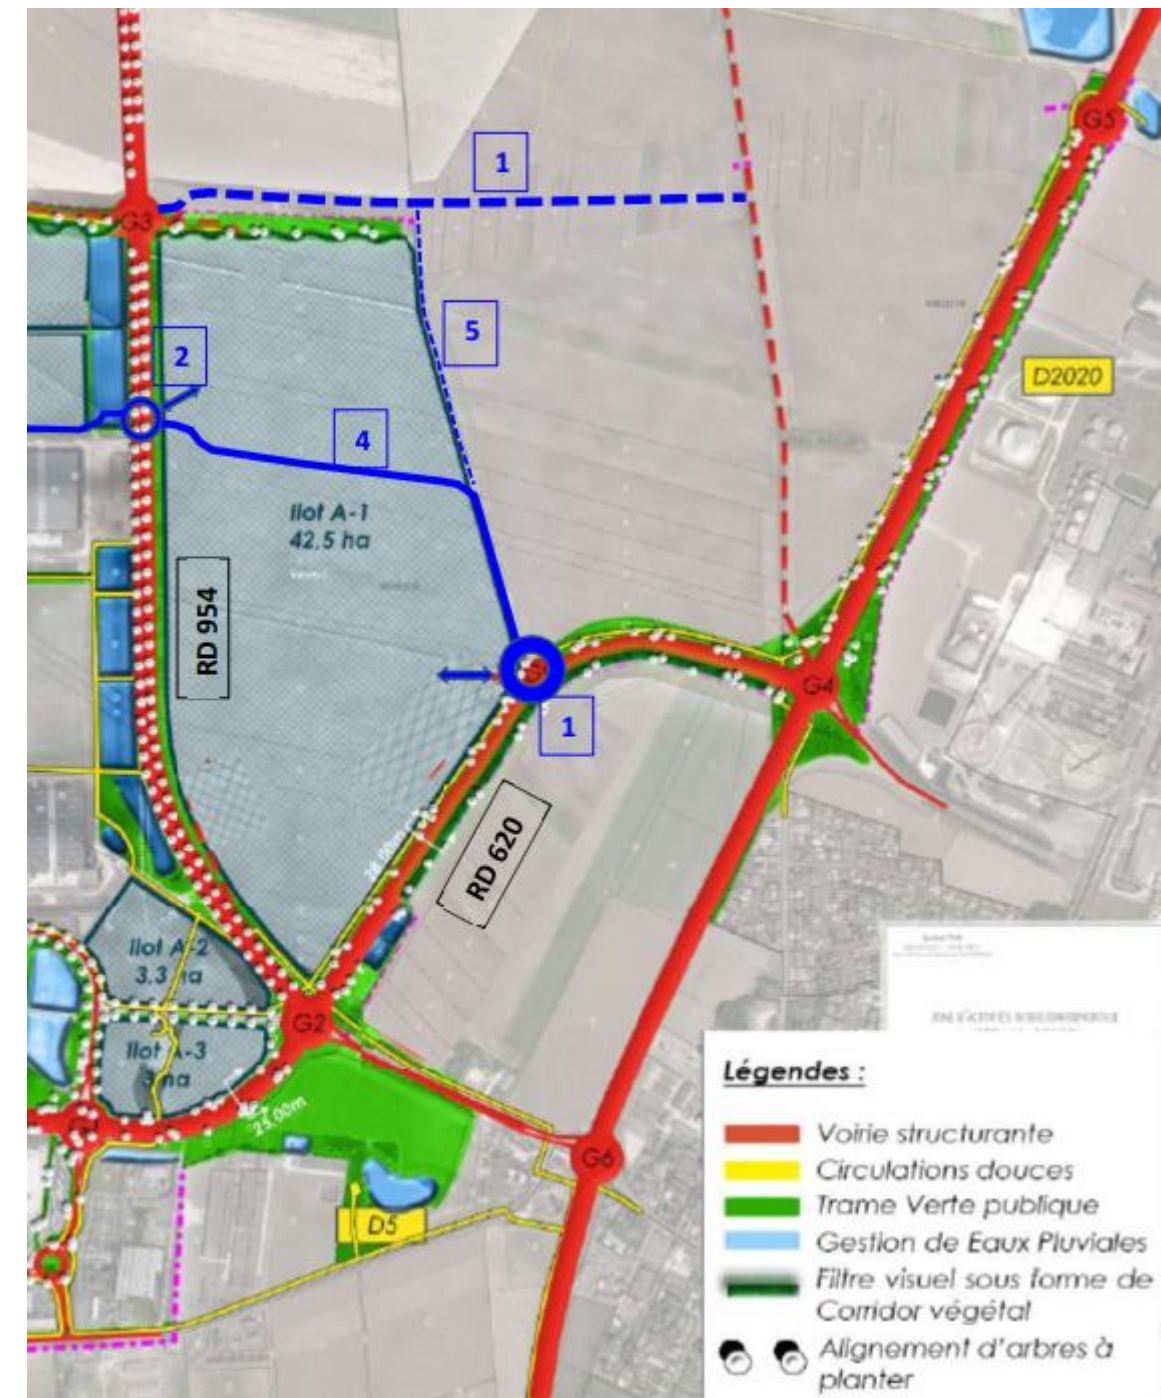 G5
1
G3
5
2
D2020
4
Ilot A-1
42.5 ha
RD 954
G4
1
RD 620
Ilot A-2
3.3 ha
G2
Ilot A-3
3 ha
25.00m
G6
D5
Légendes :
Voirie structurante
Circulations douces
Trame Verte publique
Gestion de Eaux Pluviales
Filtre visuel sous forme de
Corridor végétal
Alignement d'arbres à
planter